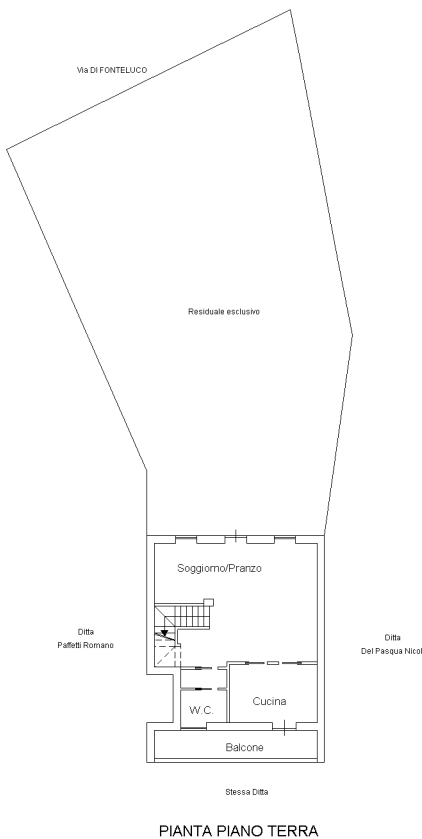 Via DI FONTELUCO
Residuale esclusivo
Soggiorno/Pranzo
Ditta
Paffetti Romano
Ditta
Del Pasqua Nicol
W.C.
Cucina
Balcone
Stessa Ditta
PIANTA PIANO TERRA